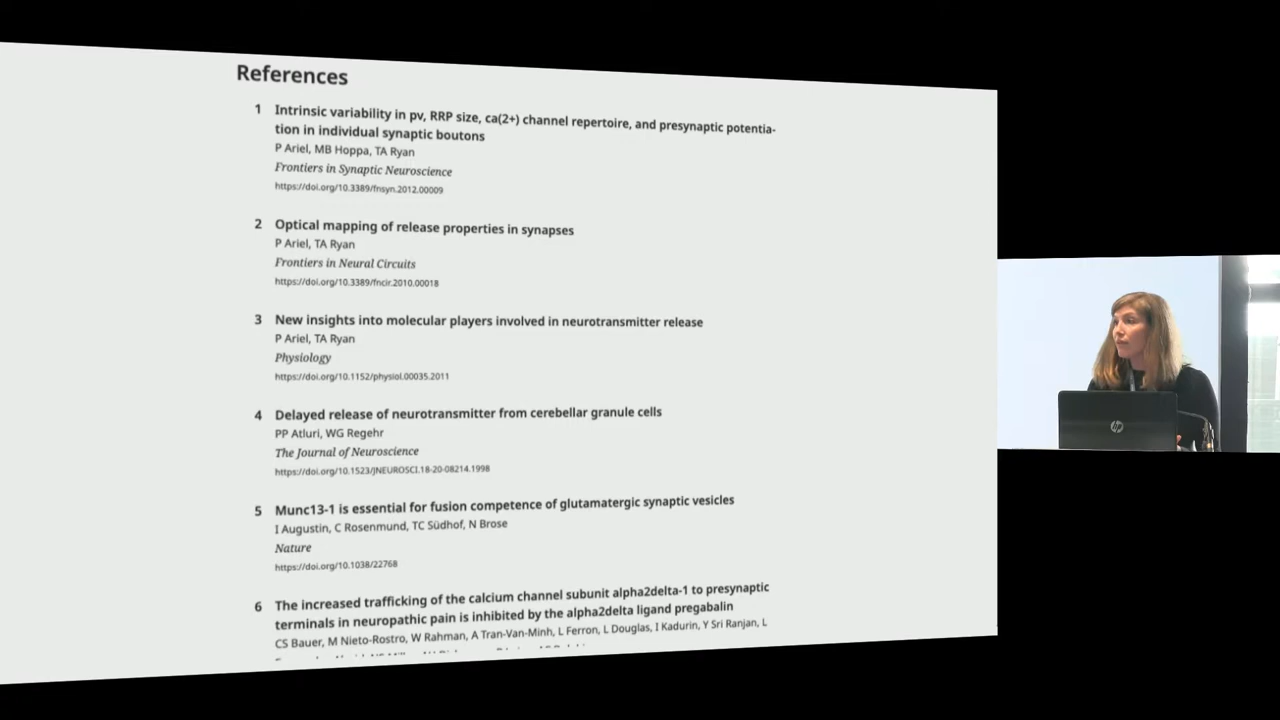 References
1 Intrinsic variability in pv, RRP size, ca(2+) channel repertoire, and presynaptic potentia-
tion in individual synaptic boutons
P Ariel, MB Hoppa, TA Ryan
Frontiers in Synaptic Neuroscience
https://doi.org/10.3389/fnsyn.2012.00009
2 Optical mapping of release properties in synapses
P Ariel, TA Ryan
Frontiers in Neural Circuits
https://doi.org/10.3389/fncir.2010.00018
3 New insights into molecular players involved in neurotransmitter release
P Ariel, TA Ryan
Physiology
https://doi.org/10.1152/physiol.00035.2011
4 Delayed release of neurotransmitter from cerebellar granule cells
PP Atluri, WG Regehr
The Journal of Neuroscience
https://doi.org/10.1523/JNEUROSCI.18-20-08214.1998
5 Munc13-1 is essential for fusion competence of glutamatergic synaptic vesicles
I Augustin, C Rosenmund, TC Südhof, N Brose
Nature
https://doi.org/10.1038/22768
6 The increased trafficking of the calcium channel subunit alpha2delta-1 to presynaptic
terminals in neuropathic pain is inhibited by the alpha2delta ligand pregabalin
CS Bauer, M Nieto-Rostro, W Rahman, A Tran-Van-Minh, L Ferron, L Douglas, I Kadurin, Y Sri Ranjan, L
hp